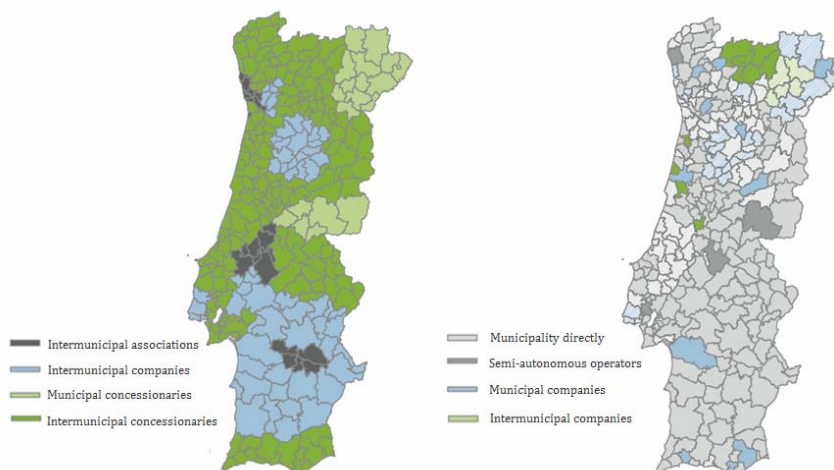 Intermunicipal associations
Intermunicipal companies
Municipal concessionaries
Intermunicipal concessionaries
Municipality directly
Semi-autonomous operators
Municipal companies
Intermunicipal companies